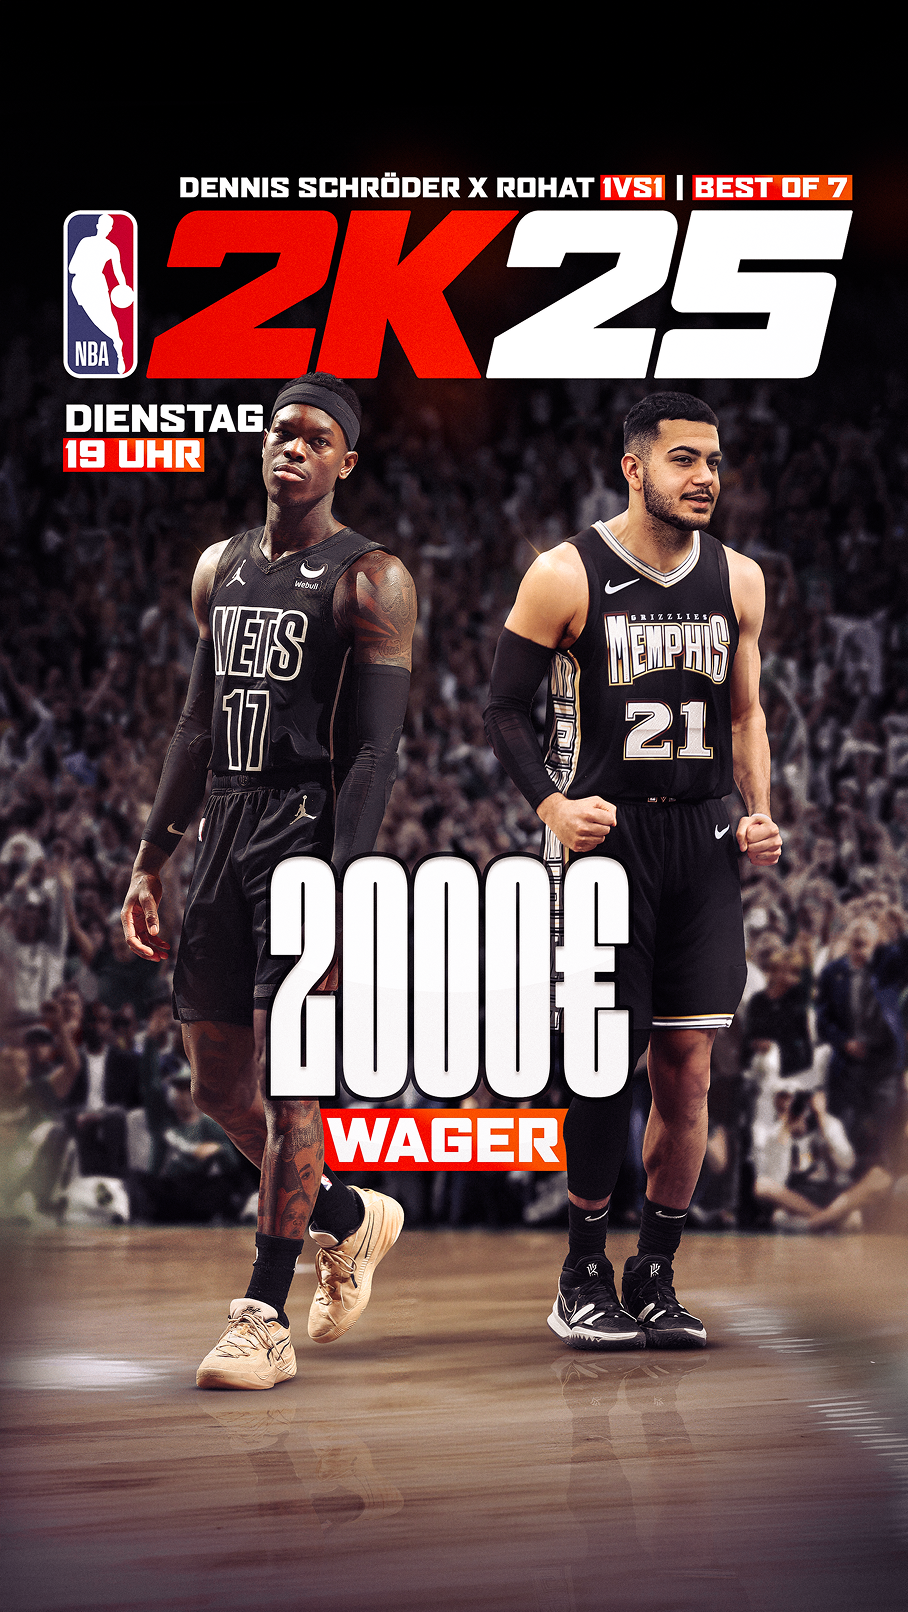 DENNIS SCHRÖDER X ROHAT 1VS1 | BEST OF 7
NBA
2K25
DIENSTAG
19 UHR
Webull
NETS
17
GRIZZLIES
MEMPHIS
21
2000€
WAGER